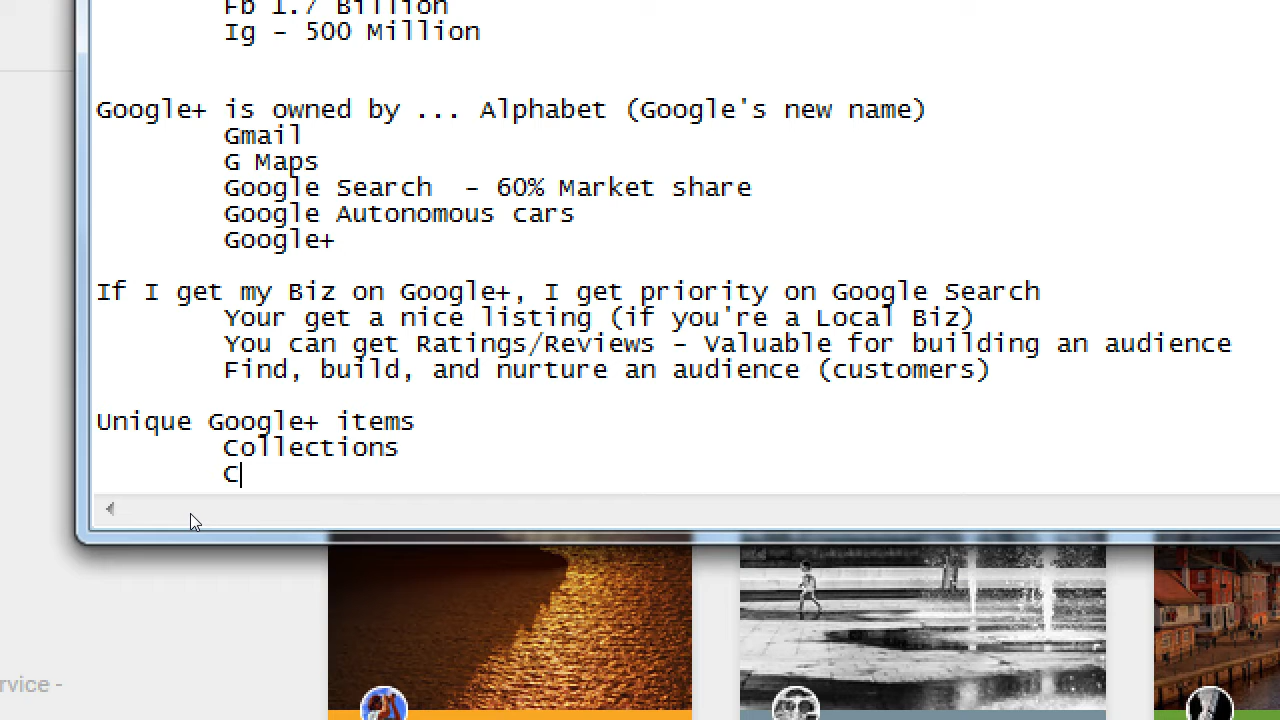 Fb 1.7 Billion
Ig – 500 Million
Google+ is owned by ... Alphabet (Google's new name)
Gmail
G Maps
Google Search – 60% Market share
Google Autonomous cars
Google+
If I get my Biz on Google+, I get priority on Google Search
Your get a nice listing (if you're a Local Biz)
You can get Ratings/Reviews – Valuable for building an audience
Find, build, and nurture an audience (customers)
Unique Google+ items
Collections
C
rvice -